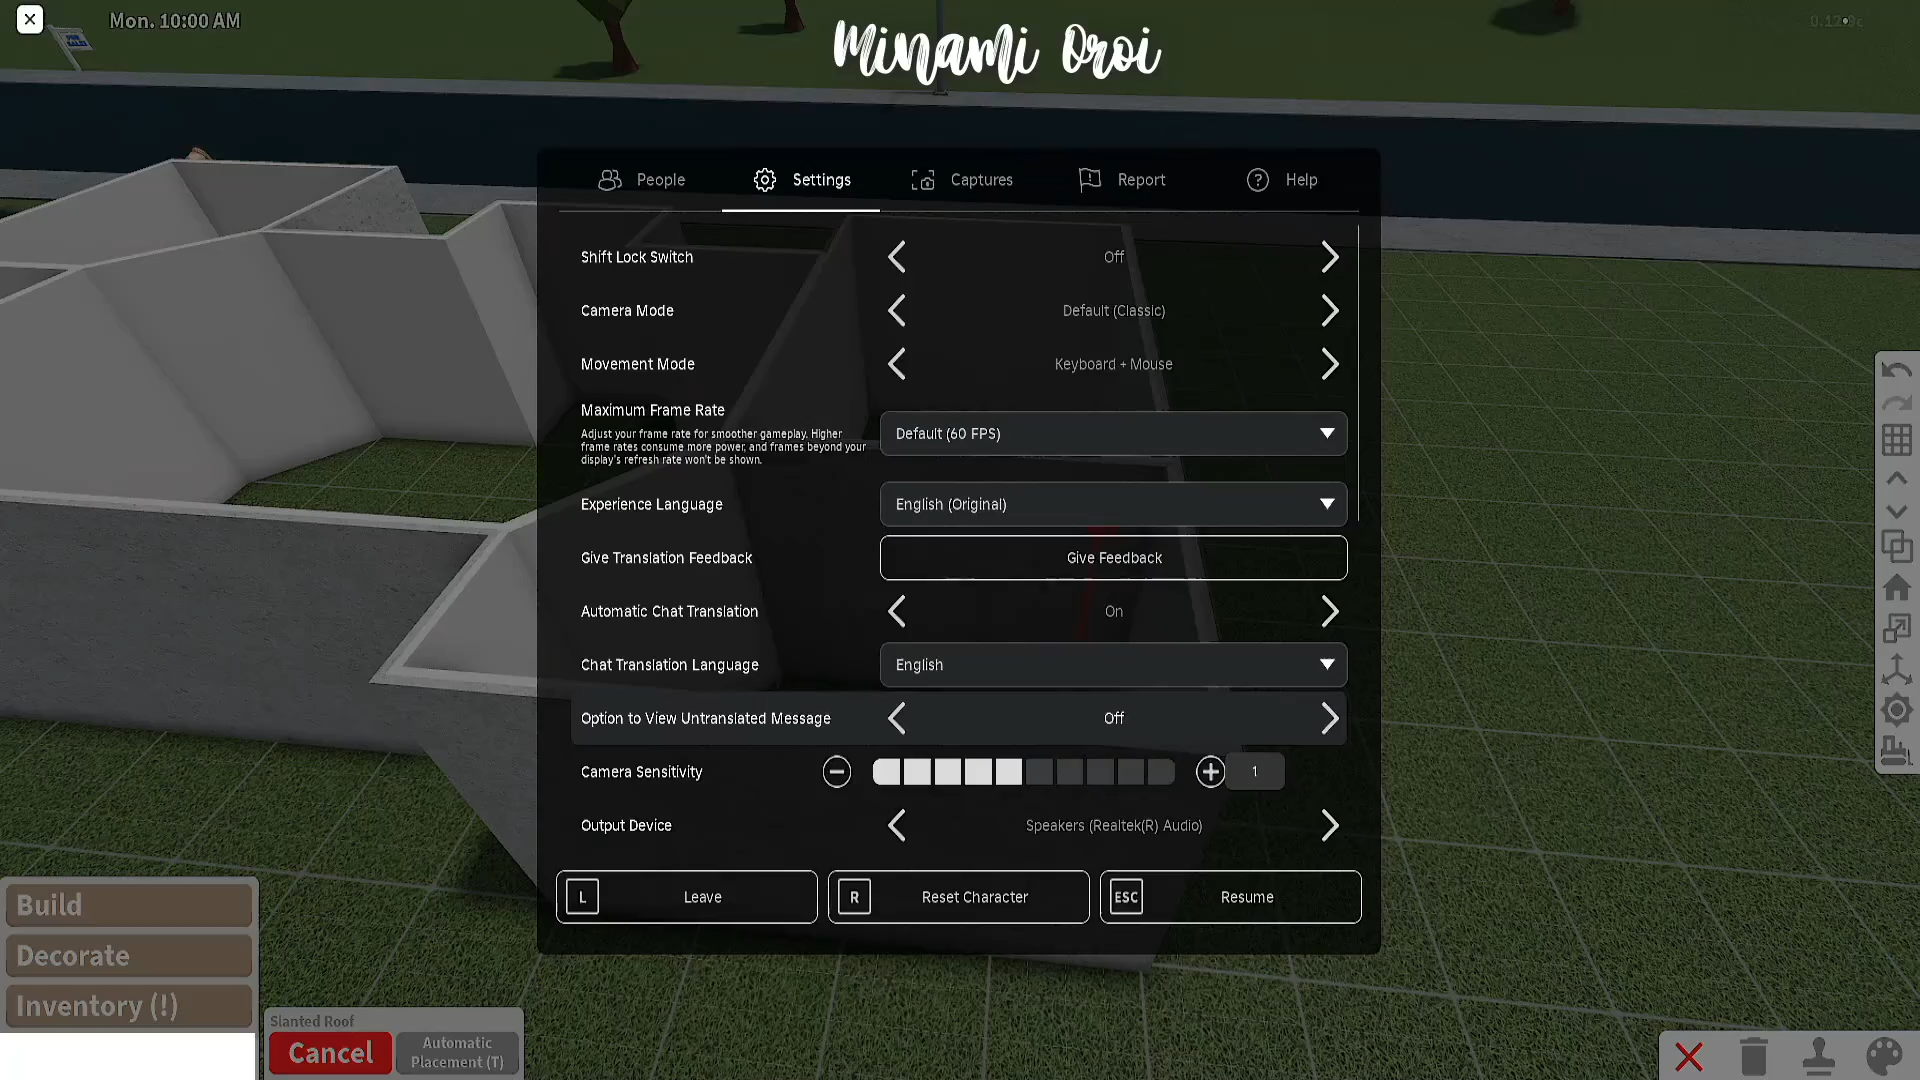 Mon. 10:00 AM
Minami Oroi
People
Settings
Captures
Report
Help
Shift Lock Switch
Off
Camera Mode
Default (Classic)
Movement Mode
Keyboard + Mouse
Maximum Frame Rate
Adjust your frame rate for smoother gameplay. Higher
frame rates consume more power, and frames beyond your
display's refresh rate won't be shown.
Default (60 FPS)
Experience Language
English (Original)
Give Translation Feedback
Give Feedback
Automatic Chat Translation
On
Chat Translation Language
English
Option to View Untranslated Message
Off
Camera Sensitivity
1
Output Device
Speakers (Realtek(R) Audio)
L
Leave
R
Reset Character
ESC
Resume
Build
Decorate
Inventory (!)
Slanted Roof
Cancel
Automatic
Placement (T)